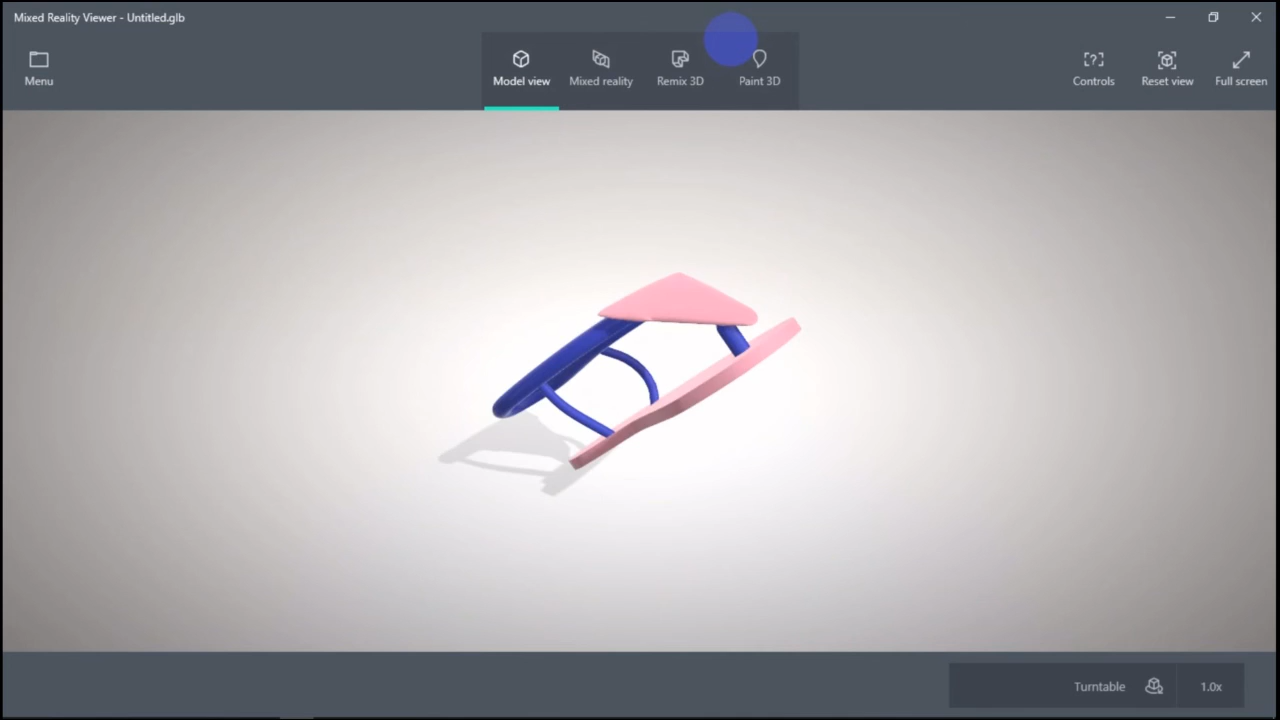 Mixed Reality Viewer - Untitled.glb
Menu
Model view
Mixed reality
Remix 3D
Paint 3D
Controls
Reset view
Full screen
Turntable
1.0x